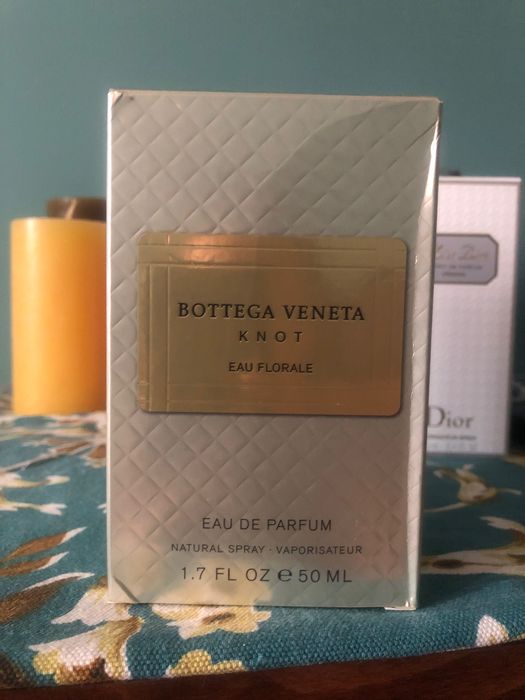 BOTTEGA VENETA
KNOT
EAU FLORALE
EAU DE PARFUM
NATURAL SPRAY · VAPORISATEUR
1.7 FL OZ ℮ 50 ML
Dior